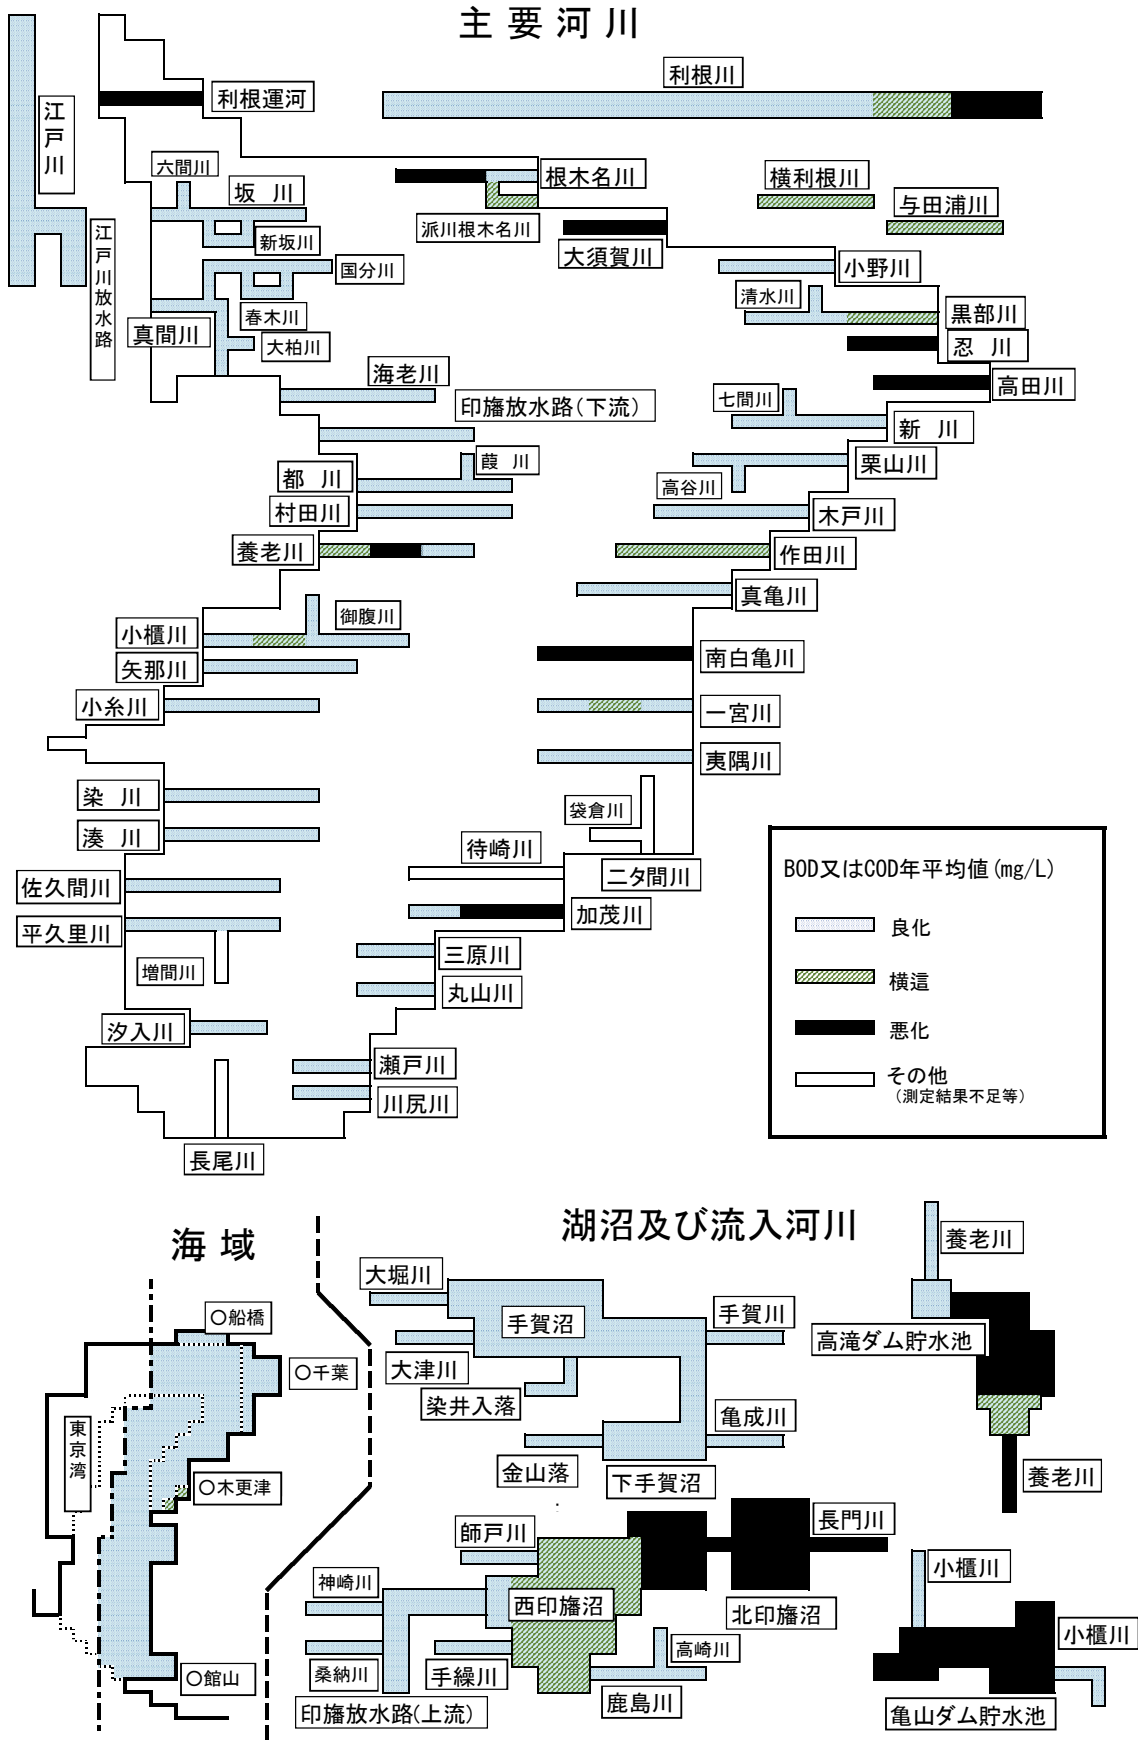 主要河川
利根川
利根運河
江戸川
六間川
坂川
根木名川
横利根川
与田浦川
派川根木名川
新坂川
大須賀川
江戸川放水路
国分川
小野川
清水川
春木川
真間川
黒部川
大柏川
忍川
海老川
高田川
七間川
印旛放水路(下流)
新川
葭川
都川
栗山川
高谷川
村田川
木戸川
養老川
作田川
真亀川
御腹川
小櫃川
矢那川
南白亀川
小糸川
一宮川
夷隅川
染川
袋倉川
湊川
待崎川
二タ間川
佐久間川
加茂川
平久里川
三原川
増間川
丸山川
汐入川
瀬戸川
川尻川
長尾川
BOD又はCOD年平均値(mg/L)
良化
横這
悪化
その他
(測定結果不足等)
海域
○船橋
○千葉
東京湾
○木更津
○館山
湖沼及び流入河川
大堀川
手賀沼
手賀川
大津川
染井入落
亀成川
金山落
下手賀沼
養老川
高滝ダム貯水池
養老川
師戸川
長門川
神崎川
西印旛沼
北印旛沼
桑納川
手繰川
高崎川
鹿島川
印旛放水路(上流)
小櫃川
小櫃川
亀山ダム貯水池